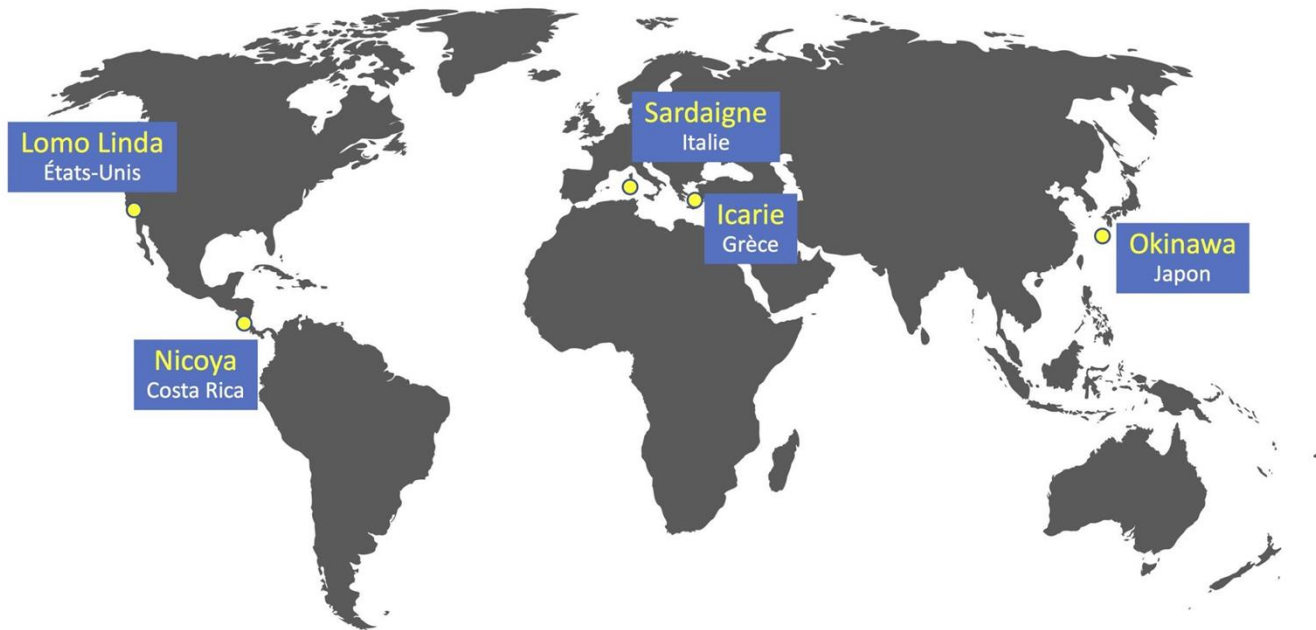 Lomo Linda
États-Unis
Sardaigne
Italie
Icarie
Grèce
Okinawa
Japon
Nicoya
Costa Rica